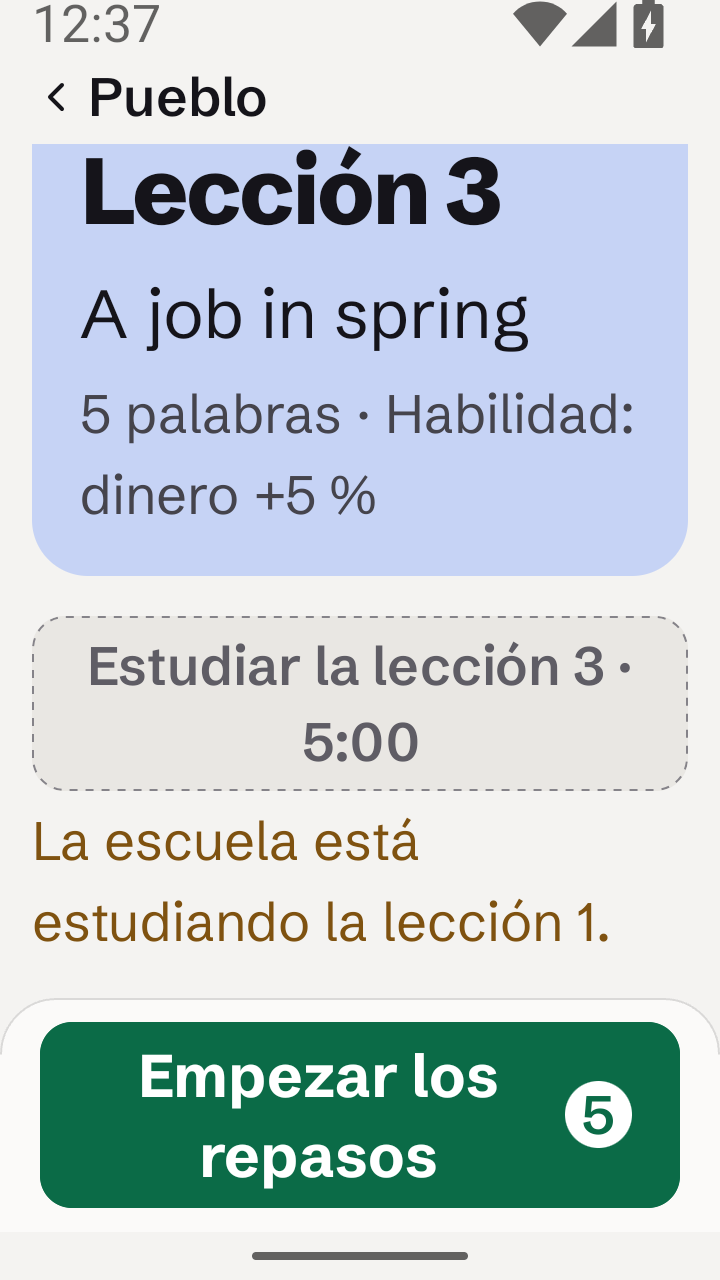 12:37
Pueblo
Lección 3
A job in spring
5 palabras · Habilidad:
dinero +5 %
Estudiar la lección 3 ·
5:00
La escuela está
estudiando la lección 1.
Empezar los
repasos
5